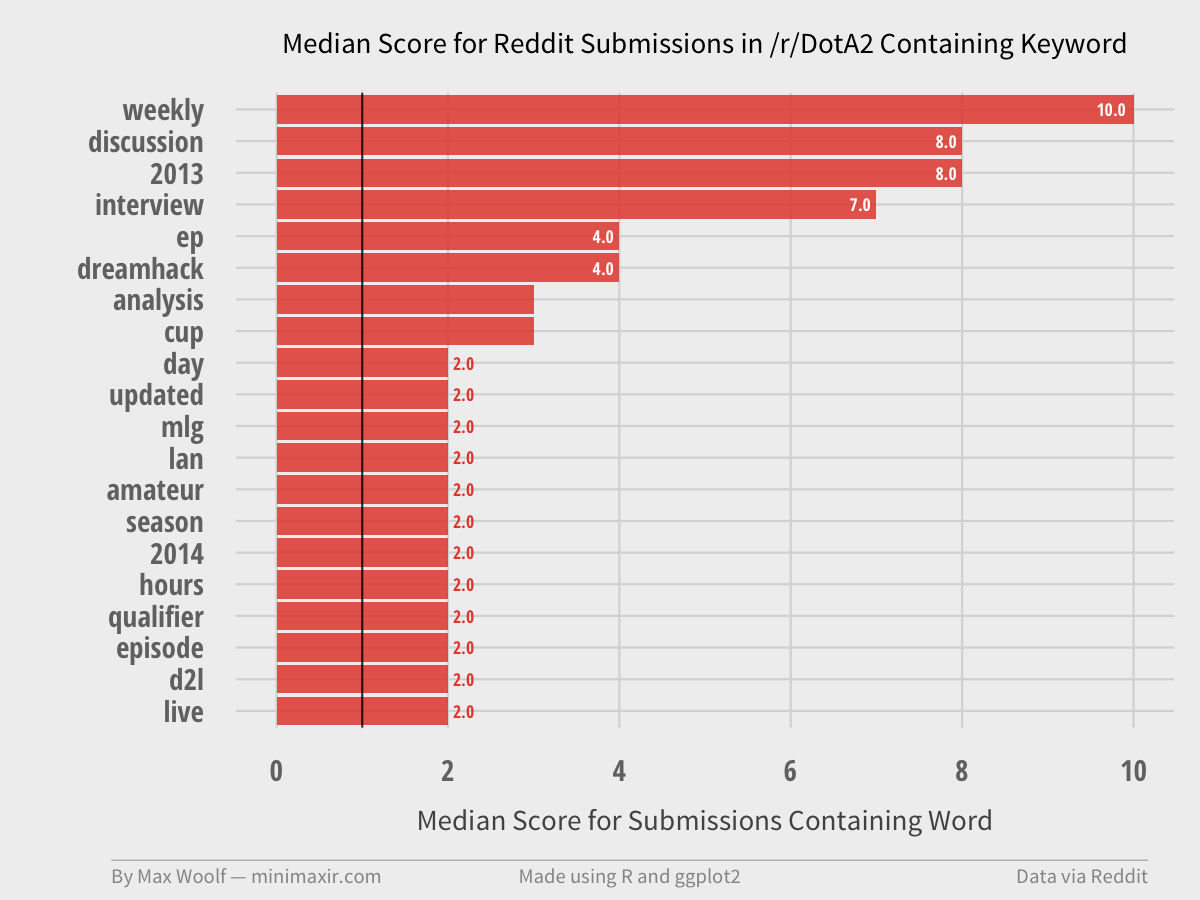 Median Score for Reddit Submissions in /r/DotA2 Containing Keyword
weekly 10.0
discussion 8.0
2013 8.0
interview 7.0
ep 4.0
dreamhack 4.0
analysis
cup
day 2.0
updated 2.0
mlg 2.0
lan 2.0
amateur 2.0
season 2.0
2014 2.0
hours 2.0
qualifier 2.0
episode 2.0
d2l 2.0
live 2.0
0 2 4 6 8 10
Median Score for Submissions Containing Word
By Max Woolf — minimaxir.com Made using R and ggplot2 Data via Reddit